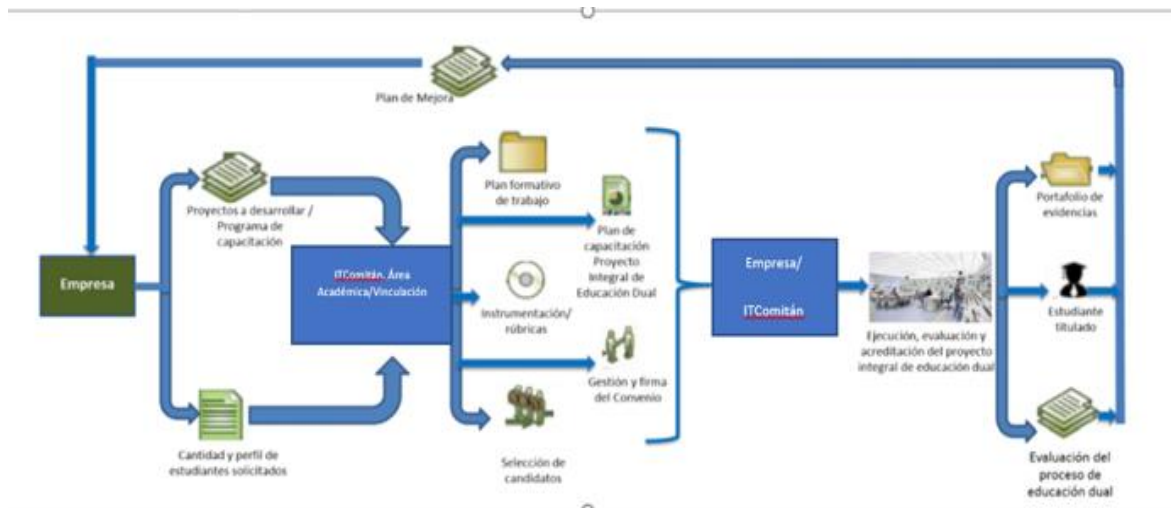 Plan de Mejora
Proyectos a desarrollar /
Programa de
capacitación
Empresa
Cantidad y perfil de
estudiantes solicitados
ITComitán. Área
Académica/Vinculación
Plan formativo
de trabajo
Plan de
capacitación
Proyecto
Integral de
Educación Dual
Instrumentación/
rúbricas
Gestión y firma
del Convenio
Selección de
candidatos
Empresa/
ITComitán
Ejecución, evaluación y
acreditación del proyecto
integral de educación dual
Portafolio de
evidencias
Estudiante
titulado
Evaluación del
proceso de
educación dual